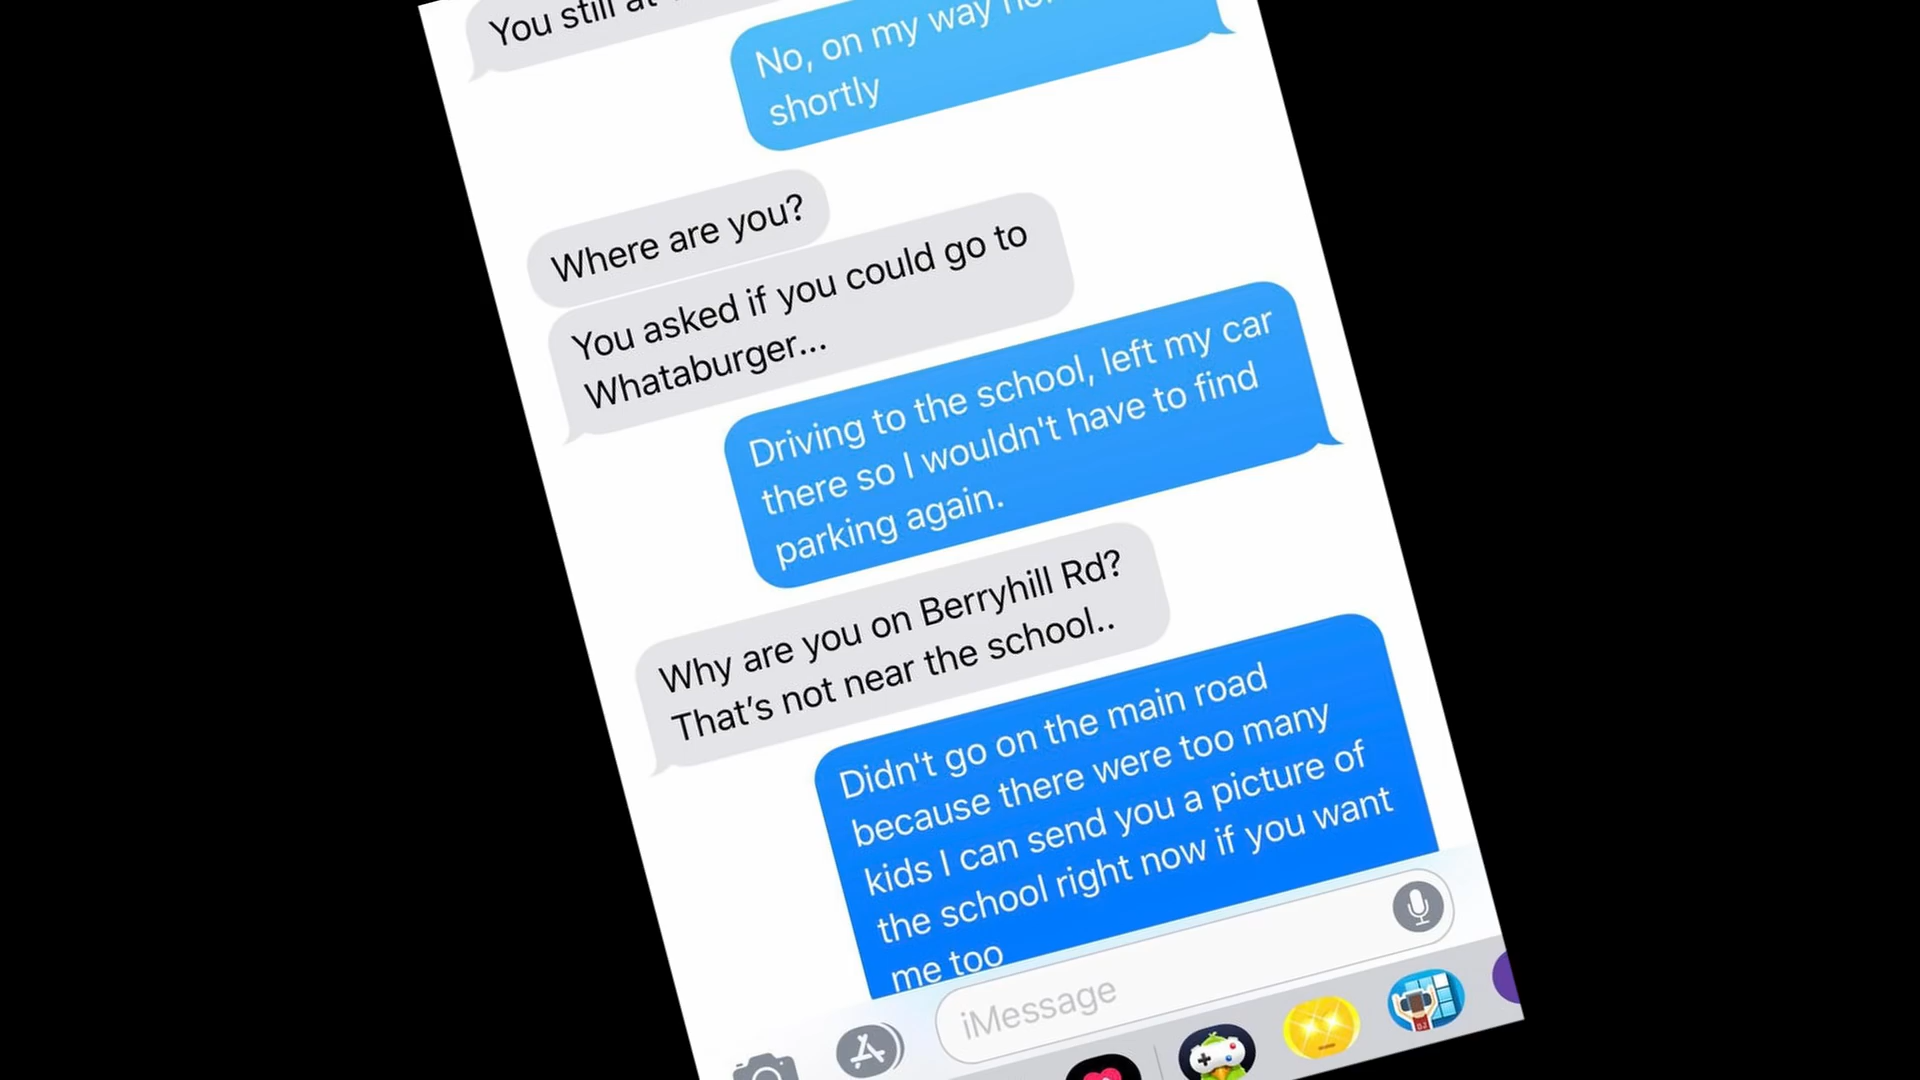 You still at
No, on my way
shortly
Where are you?
You asked if you could go to
Whataburger...
Driving to the school, left my car
there so I wouldn't have to find
parking again.
Why are you on Berryhill Rd?
That's not near the school..
Didn't go on the main road
because there were too many
kids I can send you a picture of
the school right now if you want
me too
iMessage